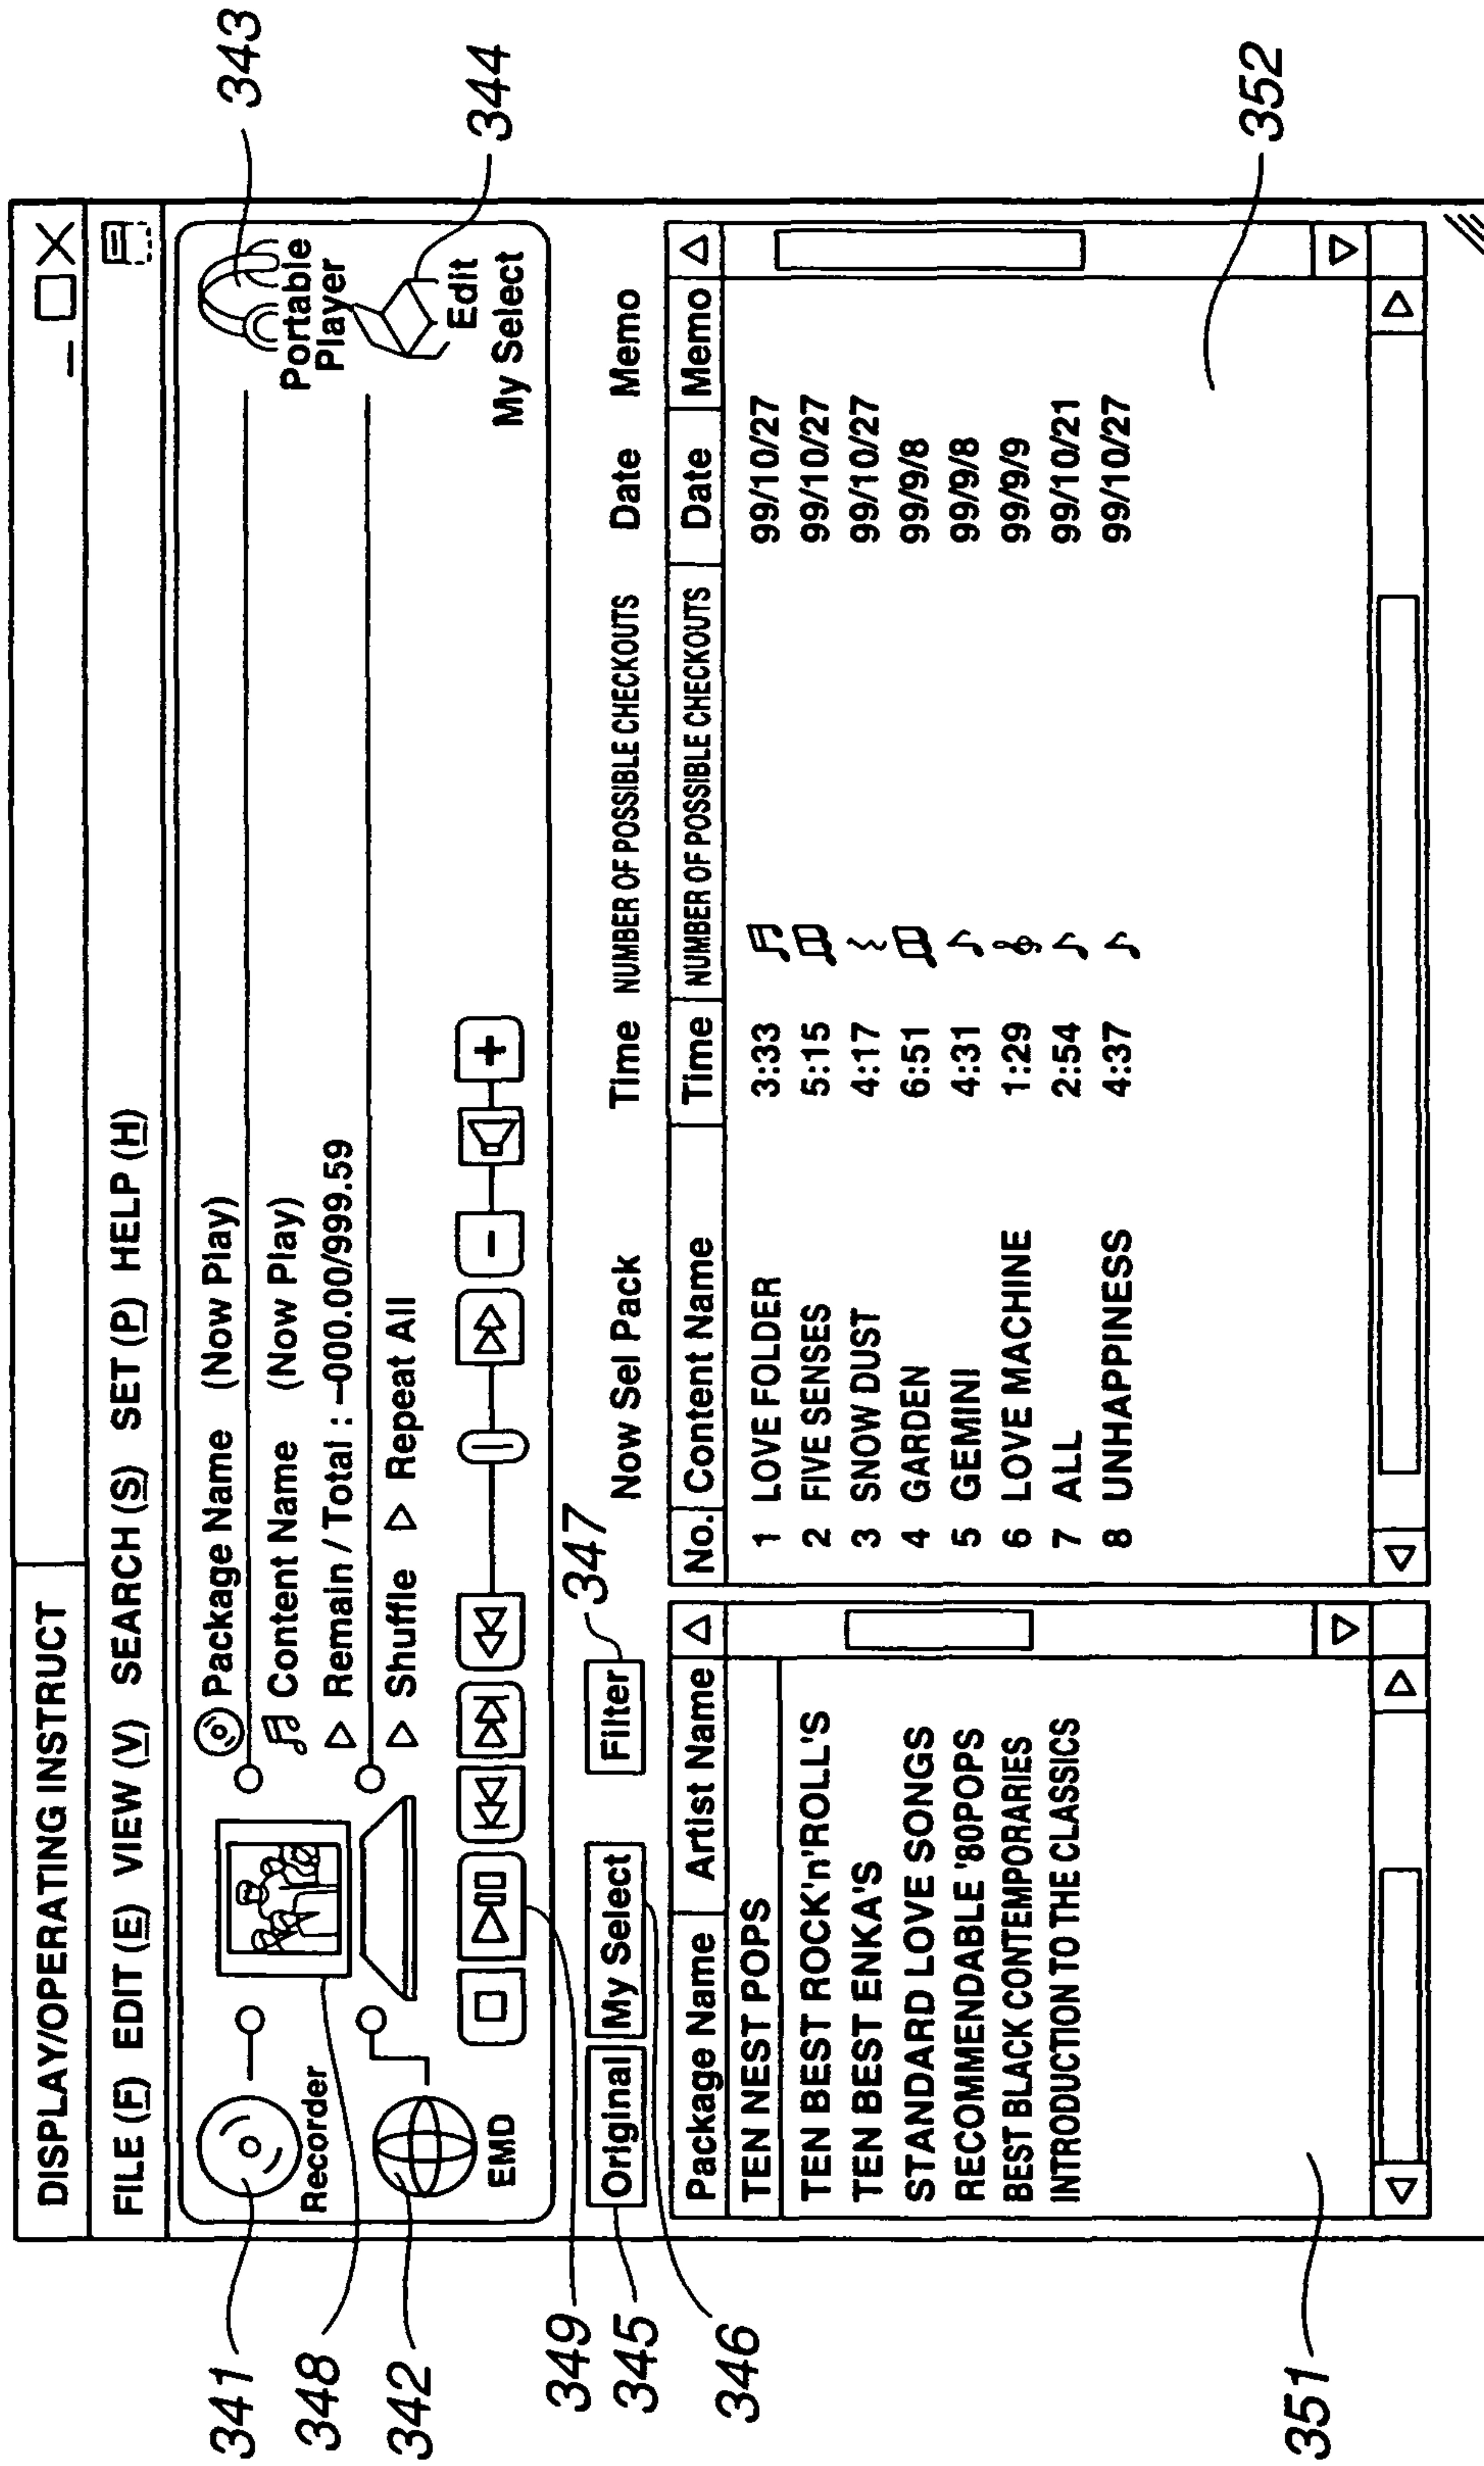 DISPLAY/OPERATING INSTRUCT
FILE (F) EDIT (E) VIEW (V) SEARCH (S) SET (P) HELP (H)
341
348
342
Recorder
EMD
Package Name (Now Play)
Content Name (Now Play)
Remain / Total : -000.00/999.59
Shuffle Repeat All
343
Portable
Player
344
Edit
My Select
349
345
346
Original My Select Filter
347
Now Sel Pack Time NUMBER OF POSSIBLE CHECKOUTS Date Memo
Package Name Artist Name
TEN NEST POPS
TEN BEST ROCK'n'ROLL'S
TEN BEST ENKA'S
STANDARD LOVE SONGS
RECOMMENDABLE '80POPS
BEST BLACK CONTEMPORARIES
INTRODUCTION TO THE CLASSICS
351
No. Content Name Time NUMBER OF POSSIBLE CHECKOUTS Date Memo
1 LOVE FOLDER 3:33 99/10/27
2 FIVE SENSES 5:15 99/10/27
3 SNOW DUST 4:17 99/10/27
4 GARDEN 6:51 99/9/8
5 GEMINI 4:31 99/9/8
6 LOVE MACHINE 1:29 99/9/9
7 ALL 2:54 99/10/21
8 UNHAPPINESS 4:37 99/10/27
352